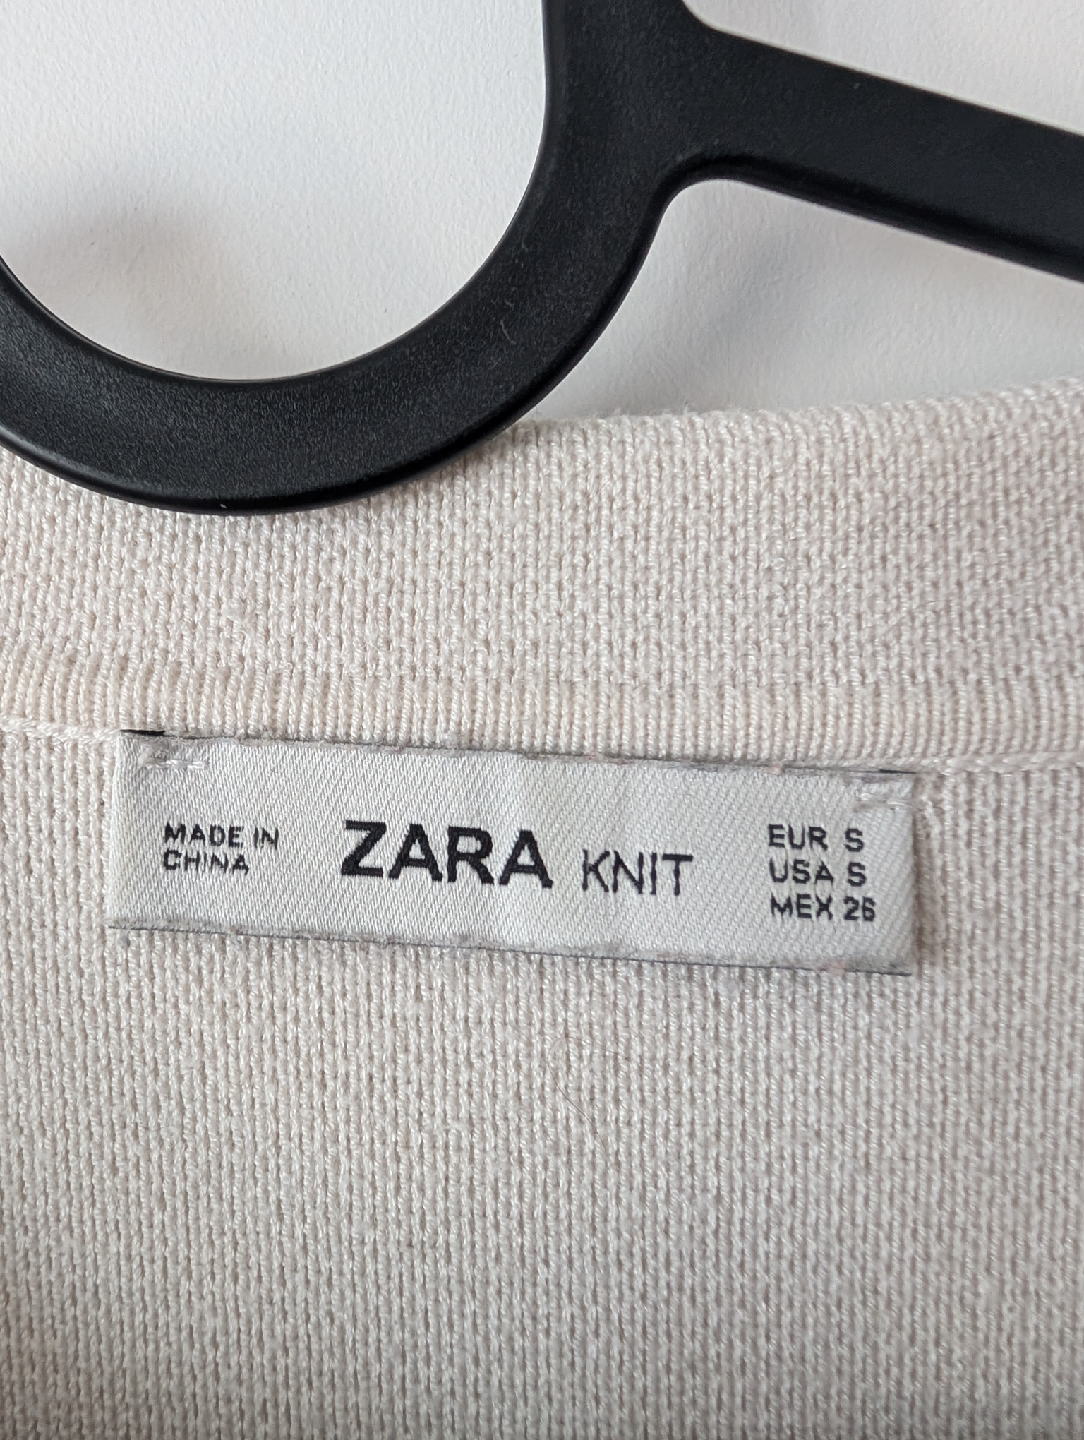 MADE IN
CHINA
ZARA KNIT
EUR S
USA S
MEX 26